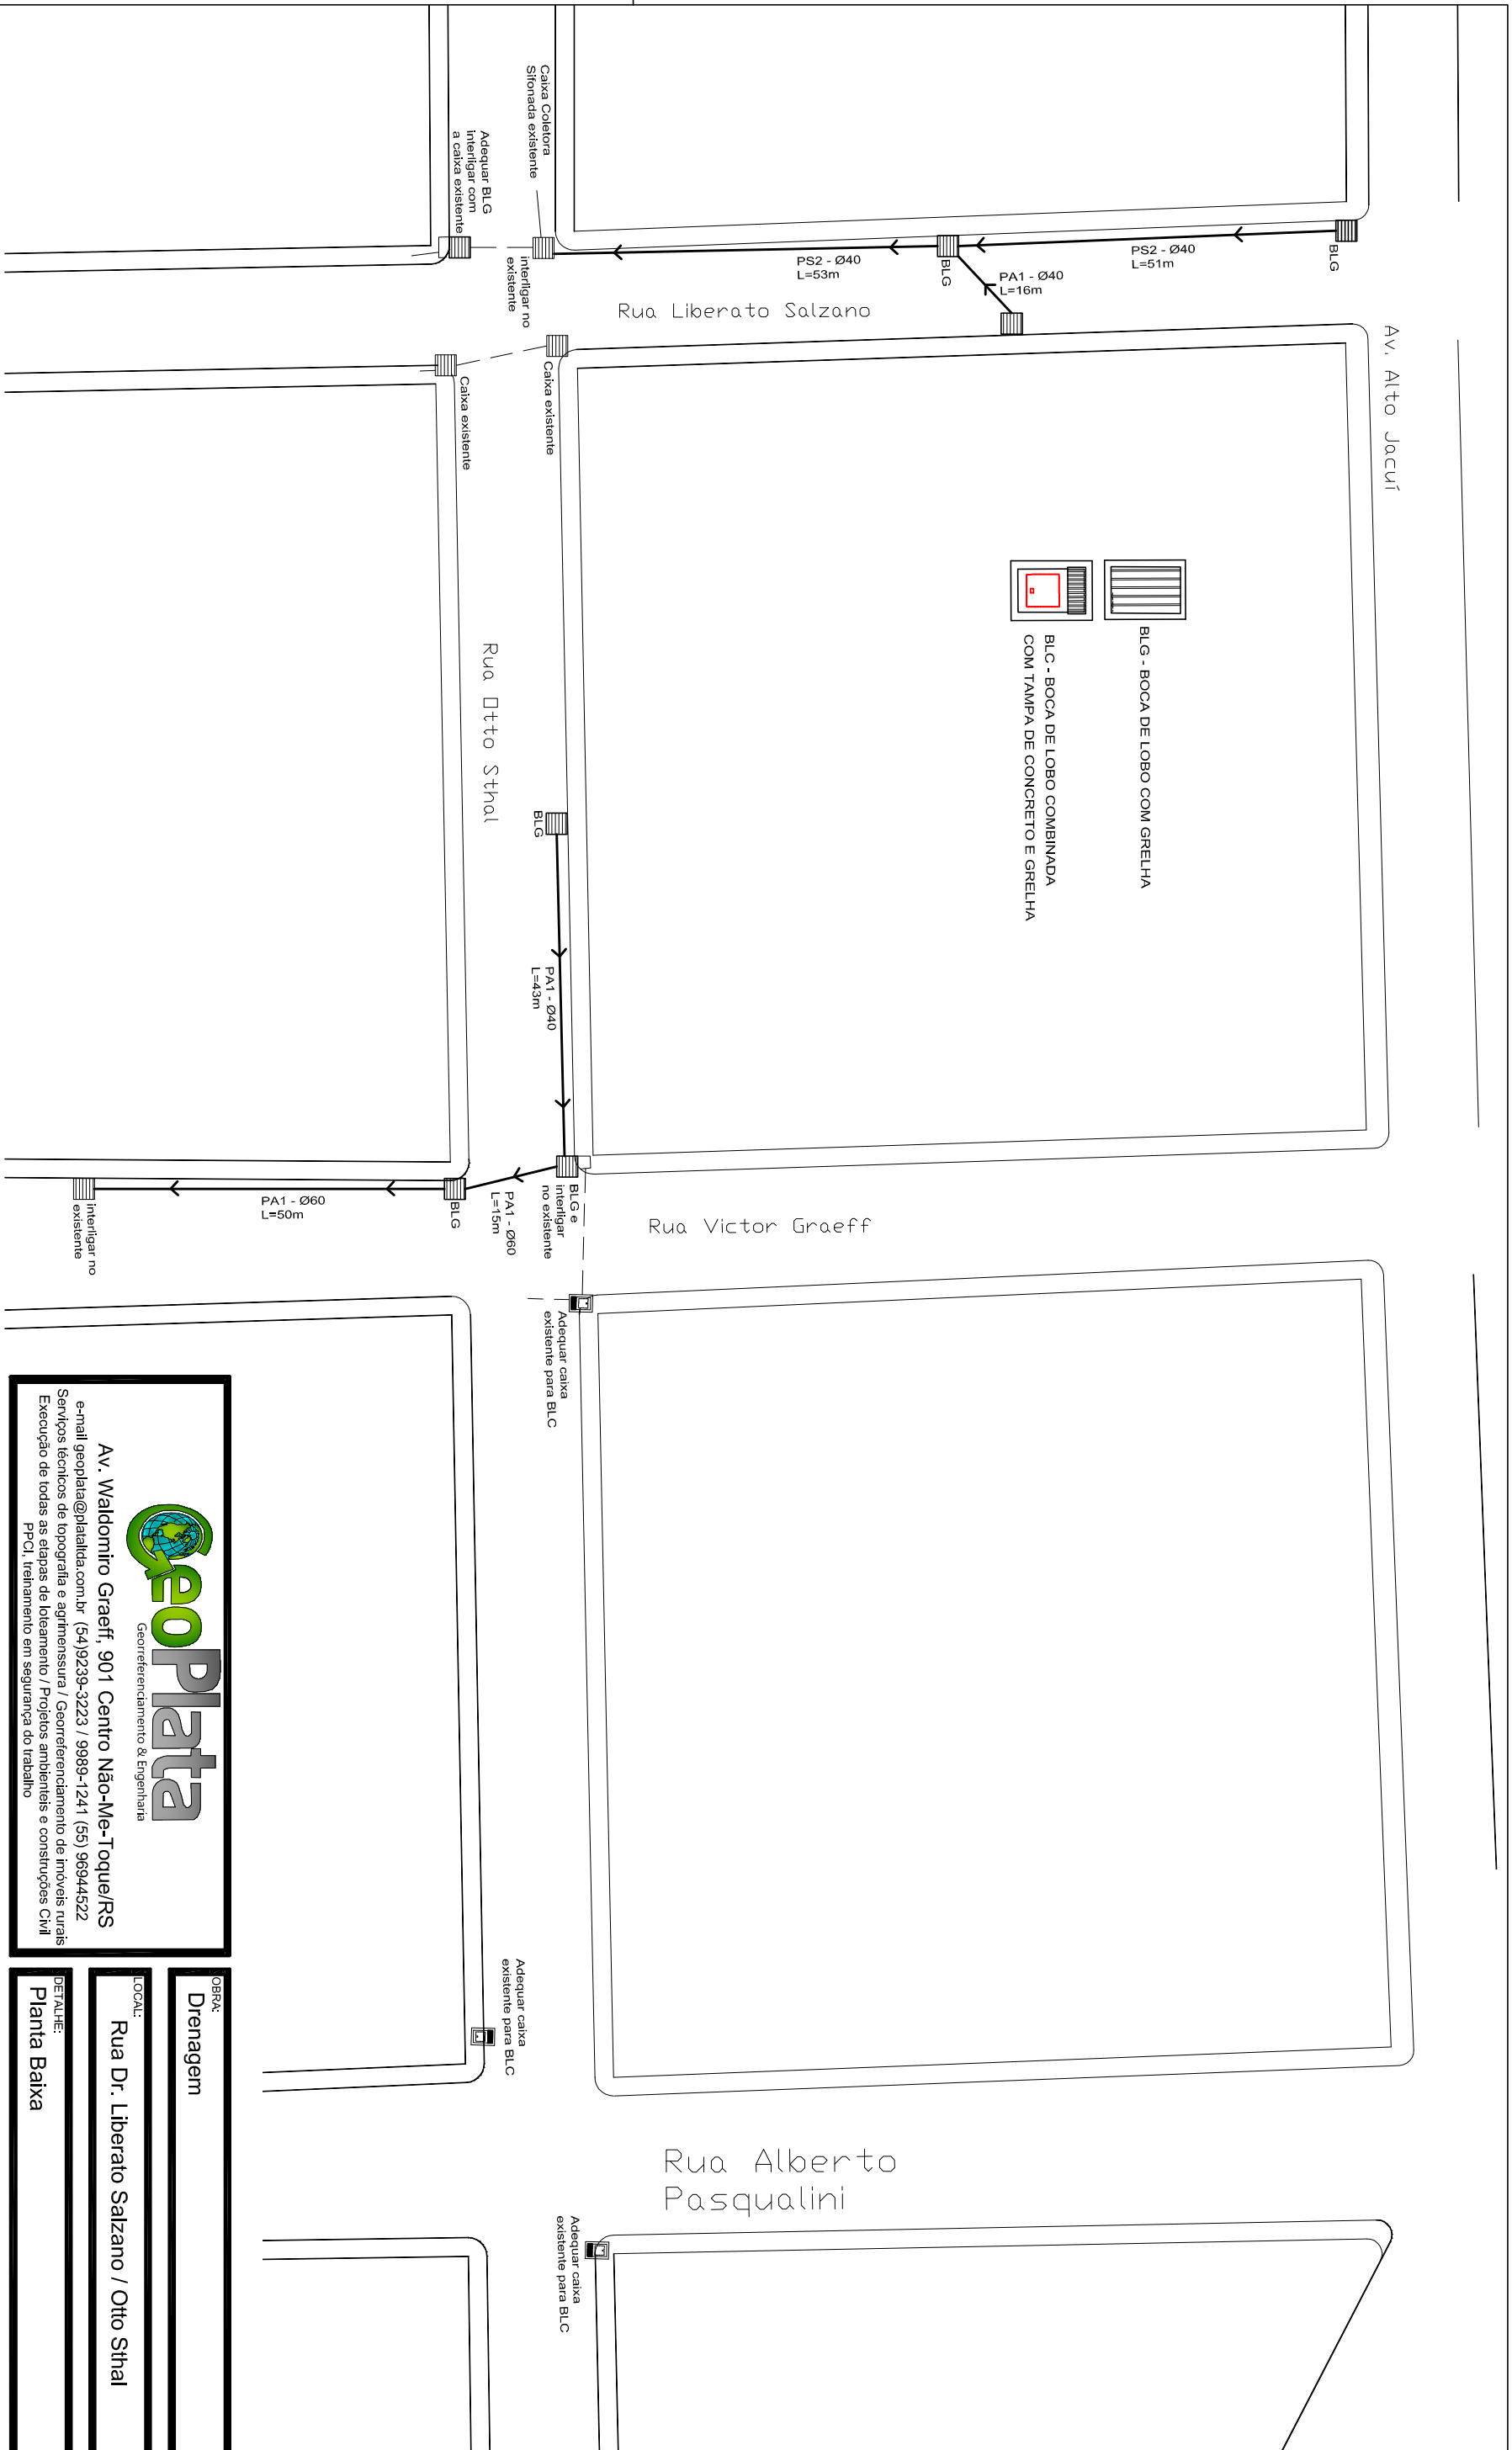 Caixa Coletora
Sifonada existente
Adequar BLG
interligar com
a caixa existente
interligar no
existente
PS2 - Ø40
L=53m
BLG
PS2 - Ø40
L=51m
BLG
PA1 - Ø40
L=16m
Rua Liberato Salzano
Av. Alto Jacuí
Caixa existente
Caixa existente
BLG - BOCA DE LOBO COM GRELHA
BLC - BOCA DE LOBO COMBINADA
COM TAMPA DE CONCRETO E GRELHA
Rua Otto Sthal
BLG
PA1 - Ø40
L=43m
BLG e
interligar
no existente
PA1 - Ø60
L=15m
BLG
PA1 - Ø60
L=50m
interligar no
existente
Rua Victor Graeff
Adequar caixa
existente para BLC
GeoPlata
Georreferenciamento & Engenharia
Av. Waldomiro Graeff, 901 Centro Não-Me-Toque/RS
e-mail geoplata@plataltda.com.br (54)9239-3223 / 9989-1241 (55) 96944522
Serviços técnicos de topografia e agrimenssura / Georreferenciamento de imóveis rurais
Execução de todas as etapas de loteamento / Projetos ambienteis e construções Civil
PPCI, treinamento em segurança do trabalho
Adequar caixa
existente para BLC
Rua Alberto
Pasqualini
Adequar caixa
existente para BLC
OBRA:
Drenagem
LOCAL:
Rua Dr. Liberato Salzano / Otto Sthal
DETALHE:
Planta Baixa